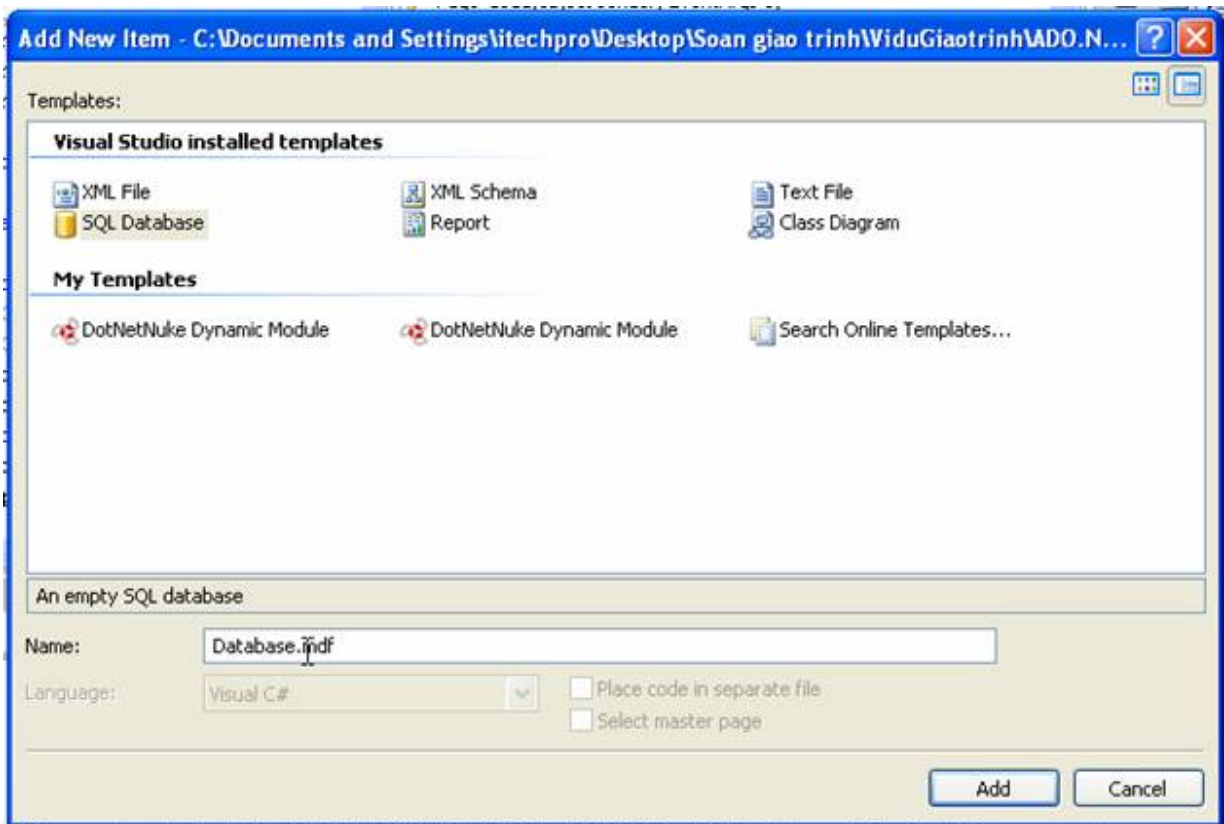 Add New Item - C:\Documents and Settings\itechpro\Desktop\Soan giao trinh\ViduGiaotrinh\ADO.N...
Templates:
Visual Studio installed templates
XML File XML Schema Text File
SQL Database Report Class Diagram
My Templates
DotNetNuke Dynamic Module DotNetNuke Dynamic Module Search Online Templates...
An empty SQL database
Name: Database.mdf
Language: Visual C# Place code in separate file
Select master page
Add Cancel